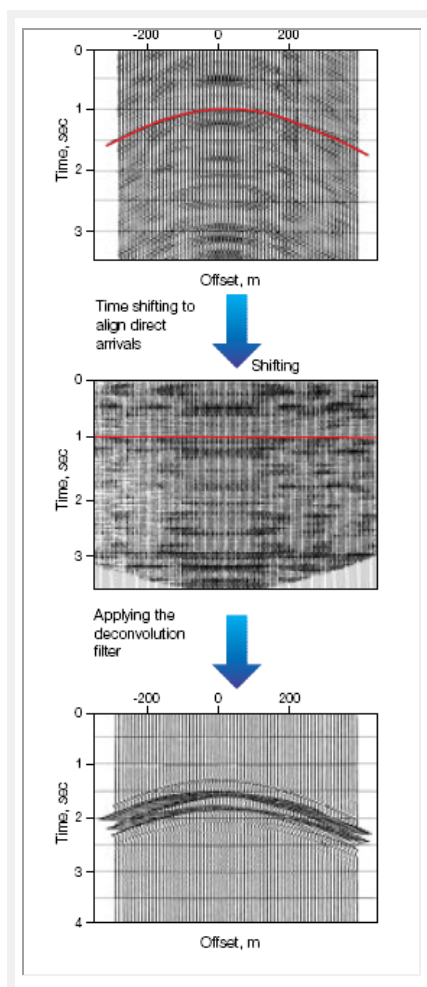 -200 0 200
0
1
2
3
Time, sec
Offset, m
Time shifting to
align direct
arrivals
Shifting
0
1
2
3
Time, sec
Applying the
deconvolution
filter
-200 0 200
0
1
2
3
4
Time, sec
Offset, m